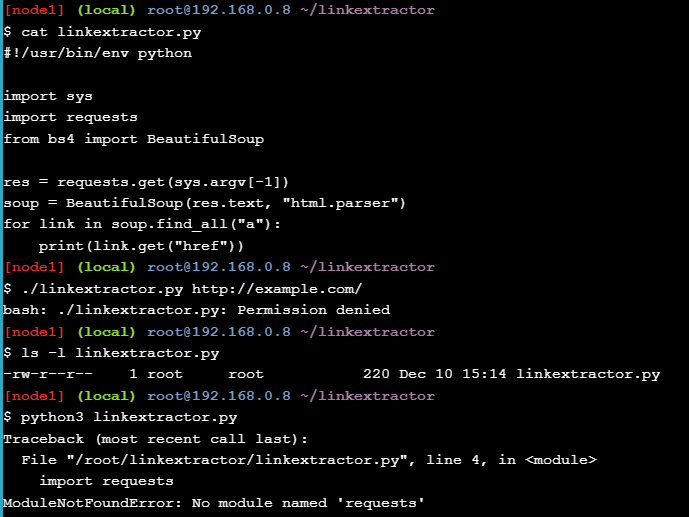 [node1] (local) root@192.168.0.8 ~/linkextractor
$ cat linkextractor.py
#!/usr/bin/env python

import sys
import requests
from bs4 import BeautifulSoup

res = requests.get(sys.argv[-1])
soup = BeautifulSoup(res.text, "html.parser")
for link in soup.find_all("a"):
    print(link.get("href"))
[node1] (local) root@192.168.0.8 ~/linkextractor
$ ./linkextractor.py http://example.com/
bash: ./linkextractor.py: Permission denied
[node1] (local) root@192.168.0.8 ~/linkextractor
$ ls -l linkextractor.py
-rw-r--r--    1 root     root           220 Dec 10 15:14 linkextractor.py
[node1] (local) root@192.168.0.8 ~/linkextractor
$ python3 linkextractor.py
Traceback (most recent call last):
  File "/root/linkextractor/linkextractor.py", line 4, in <module>
    import requests
ModuleNotFoundError: No module named 'requests'